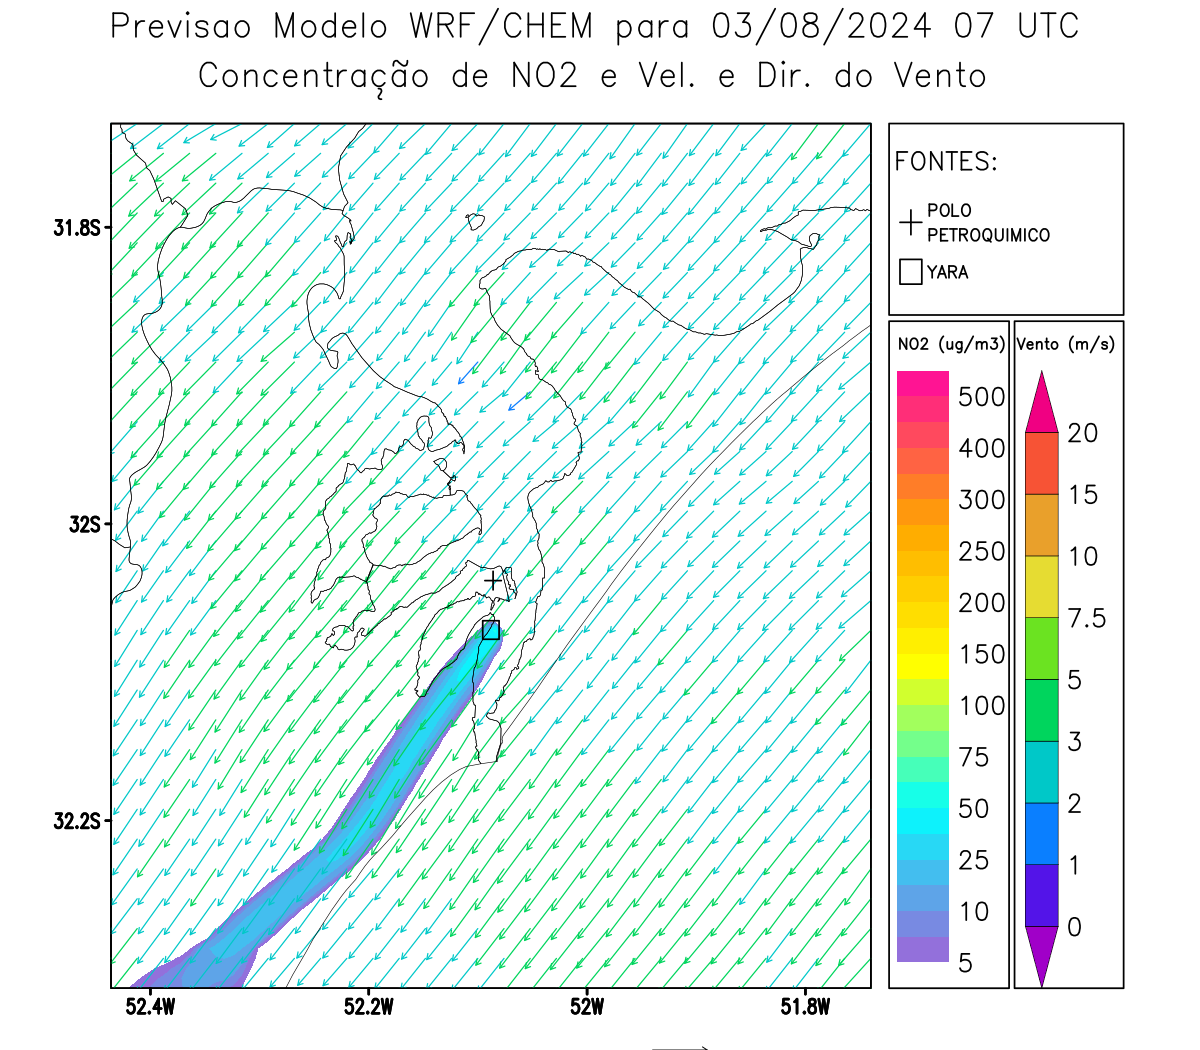 Previsao Modelo WRF/CHEM para 03/08/2024 07 UTC
Concentração de NO2 e Vel. e Dir. do Vento
FONTES:
POLO
PETROQUIMICO
YARA
NO2 (ug/m3)
500
400
300
250
200
150
100
75
50
25
10
5
Vento (m/s)
20
15
10
7.5
5
3
2
1
0
31.8S
32S
32.2S
52.4W
52.2W
52W
51.8W